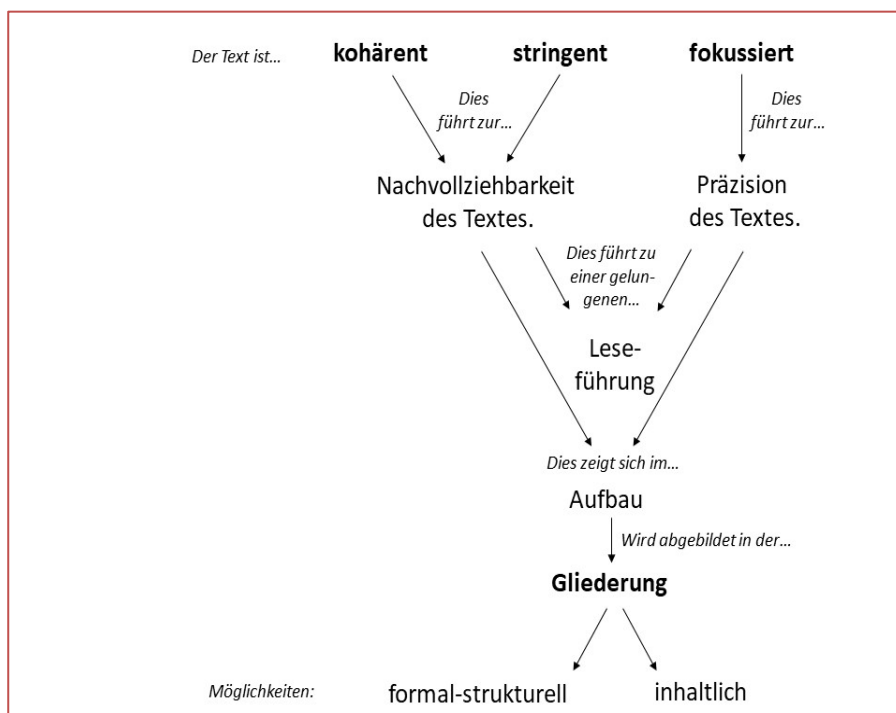 Der Text ist... kohärent stringent fokussiert
Dies
führt zur...
Dies
führt zur...
Nachvollziehbarkeit
des Textes.
Präzision
des Textes.
Dies führt zu
einer gelun-
genen...
Lese-
führung
Dies zeigt sich im...
Aufbau
Wird abgebildet in der...
Gliederung
Möglichkeiten: formal-strukturell inhaltlich